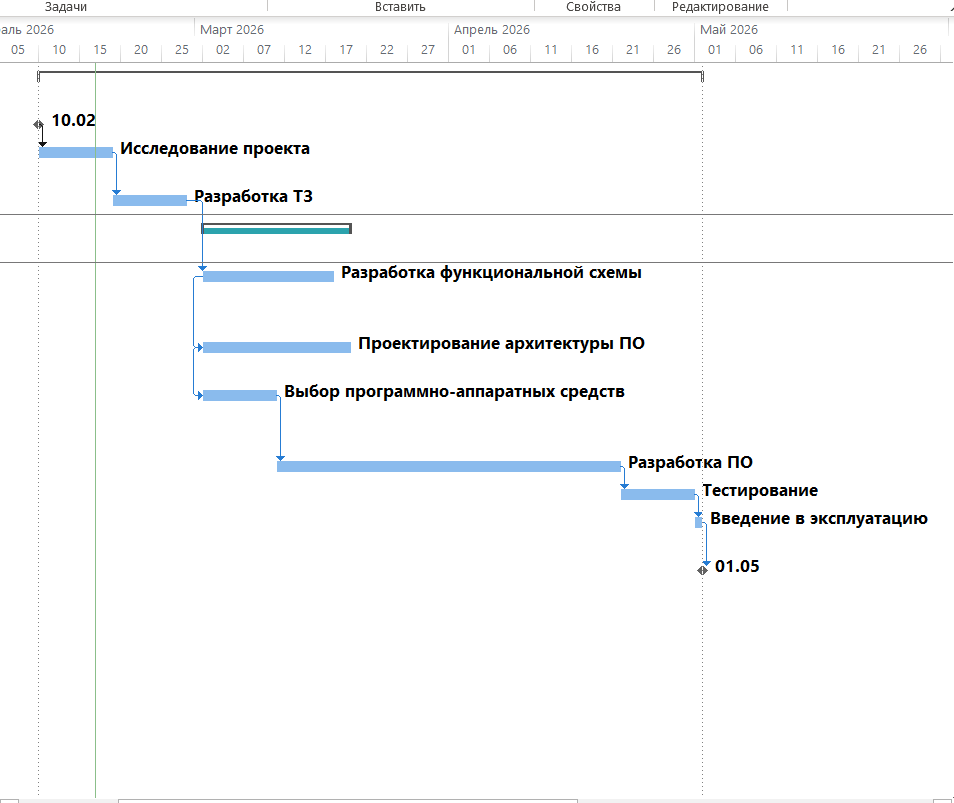 Задачи Вставить Свойства Редактирование
аль 2026 Март 2026 Апрель 2026 Май 2026
05 10 15 20 25 02 07 12 17 22 27 01 06 11 16 21 26 01 06 11 16 21 26
10.02
Исследование проекта
Разработка ТЗ
Разработка функциональной схемы
Проектирование архитектуры ПО
Выбор программно-аппаратных средств
Разработка ПО
Тестирование
Введение в эксплуатацию
01.05